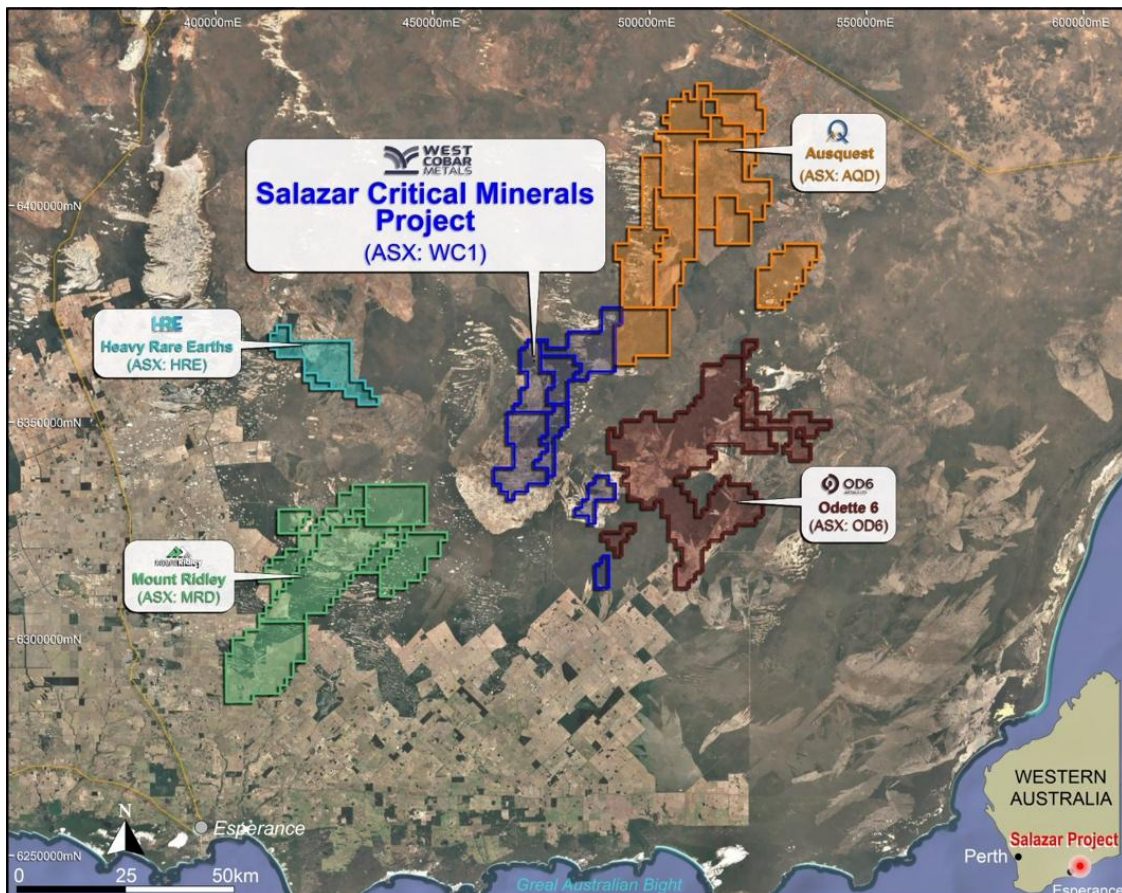 400000mE
450000mE
500000mE
550000mE
600000mE
WEST
COBAR
METALS
Salazar Critical Minerals
Project
(ASX: WC1)
Ausquest
(ASX: AQD)
6400000mN
HRE
Heavy Rare Earths
(ASX: HRE)
6350000mN
OD6
Odette 6
(ASX: OD6)
Mount Ridley
(ASX: MRD)
6300000mN
WESTERN
AUSTRALIA
Salazar Project
Perth
Esperance
N
Esperance
6250000mN
0 25 50km
Great Australian Bight